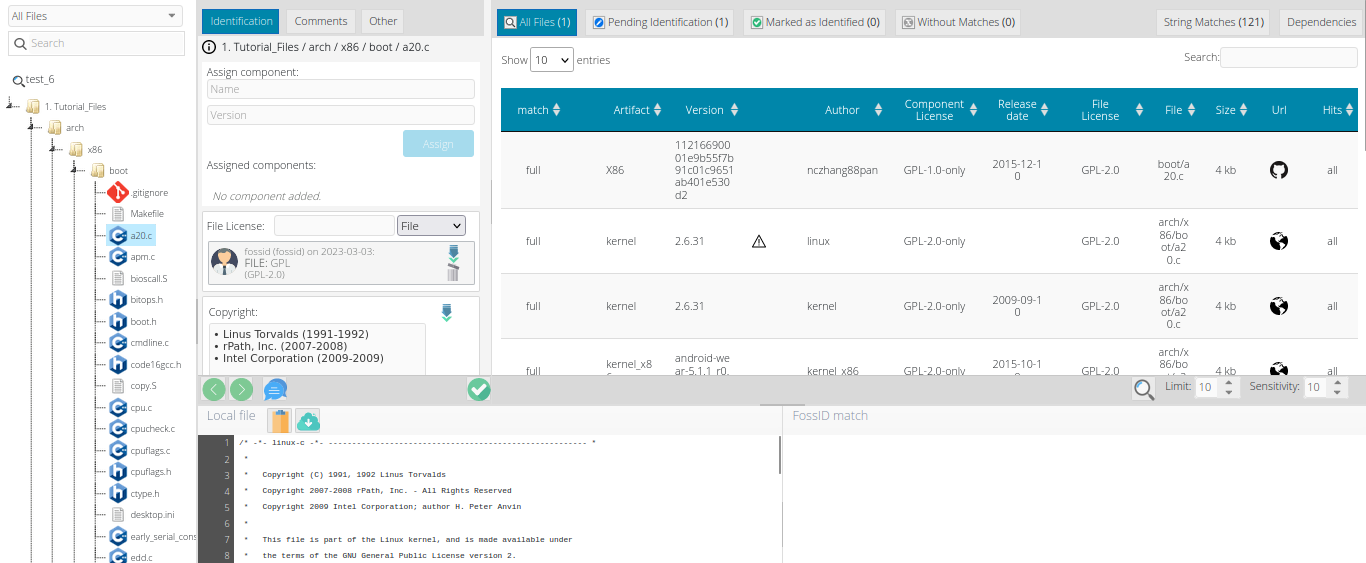 All Files
Search
test_6
1. Tutorial_Files
arch
x86
boot
.gitignore
Makefile
a20.c
apm.c
bioscall.S
bitops.h
boot.h
cmdline.c
code16gcc.h
copy.S
cpu.c
cpucheck.c
cpuflags.c
cpuflags.h
ctype.h
desktop.ini
early_serial_cons
edd.c
Identification
Comments
Other
1. Tutorial_Files / arch / x86 / boot / a20.c
Assign component:
Name
Version
Assign
Assigned components:
No component added.
File License:
File
fossid (fossid) on 2023-03-03:
FILE: GPL
(GPL-2.0)
Copyright:
• Linus Torvalds (1991-1992)
• rPath, Inc. (2007-2008)
• Intel Corporation (2009-2009)
All Files (1)
Pending Identification (1)
Marked as Identified (0)
Without Matches (0)
String Matches (121)
Dependencies
Show 10 entries
Search:
match Artifact Version Author Component License Release date File License File Size Url Hits
full X86 112166900 01e9b55f7b 91c01c9651 ab401e530 d2 nczhang88pan GPL-1.0-only 2015-12-1 0 GPL-2.0 boot/a 20.c 4 kb all
full kernel 2.6.31 linux GPL-2.0-only GPL-2.0 arch/x 86/bo ot/a2 0.c 4 kb all
full kernel 2.6.31 kernel GPL-2.0-only 2009-09-1 0 GPL-2.0 arch/x 86/bo ot/a2 0.c 4 kb all
full kernel_x8 android-we ar-5.1.1_r0. kernel_x86 GPL-2.0-only 2015-10-1 GPL-2.0 arch/x 86/bo 4 kb all
Limit: 10
Sensitivity: 10
Local file
FossID match
1 /* -*- linux-c -*- ------------------------------------------------------- *
2 *
3 * Copyright (C) 1991, 1992 Linus Torvalds
4 * Copyright 2007-2008 rPath, Inc. - All Rights Reserved
5 * Copyright 2009 Intel Corporation; author H. Peter Anvin
6 *
7 * This file is part of the Linux kernel, and is made available under
8 * the terms of the GNU General Public License version 2.